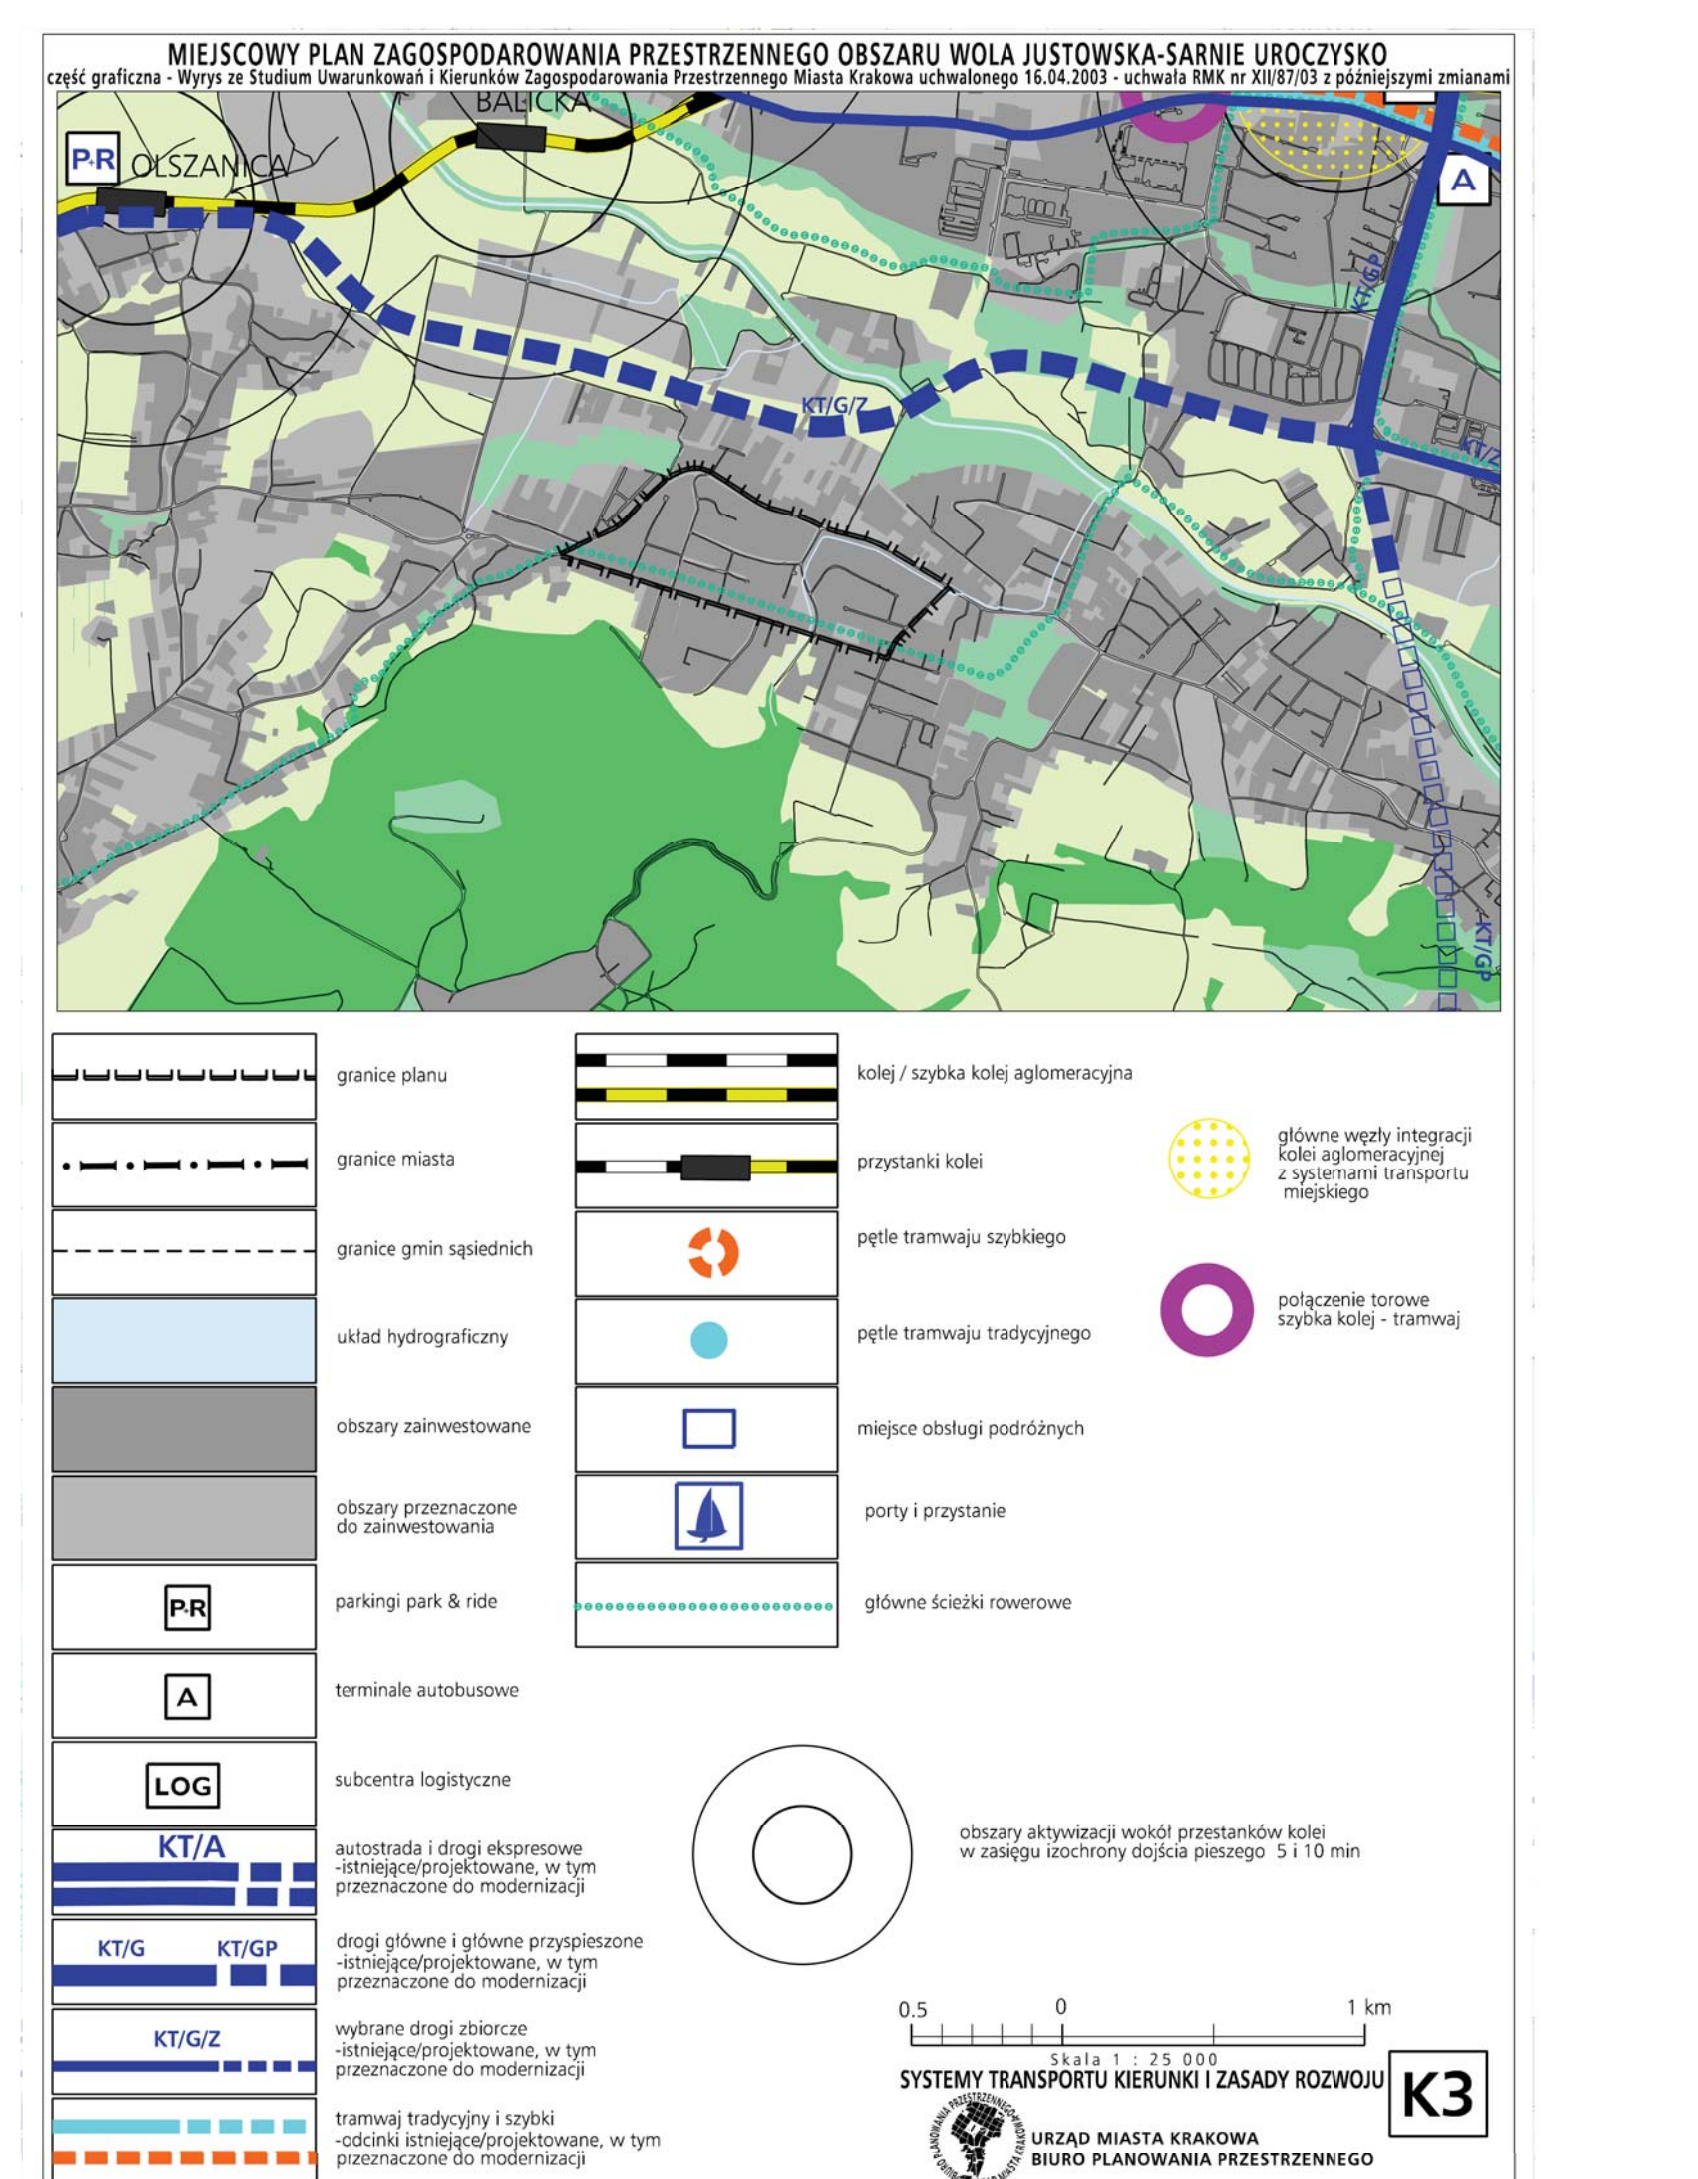 MIEJSCOWY PLAN ZAGOSPODAROWANIA PRZESTRZENNEGO OBSZARU WOLA JUSTOWSKA-SARNIE UROCZYSKO
część graficzna - Wyrys ze Studium Uwarunkowań i Kierunków Zagospodarowania Przestrzennego Miasta Krakowa uchwalonego 16.04.2003 - uchwała RMK nr XII/87/03 z późniejszymi zmianami
BALICKA
P+R
OLSZANICA
A
KT/GP
KT/G/Z
KT/Z
KT/GP
granice planu
granice miasta
granice gmin sąsiednich
układ hydrograficzny
obszary zainwestowane
obszary przeznaczone
do zainwestowania
P+R
parkingi park & ride
A
terminale autobusowe
LOG
subcentra logistyczne
KT/A
autostrada i drogi ekspresowe
-istniejące/projektowane, w tym
przeznaczone do modernizacji
KT/G KT/GP
drogi główne i główne przyspieszone
-istniejące/projektowane, w tym
przeznaczone do modernizacji
KT/G/Z
wybrane drogi zbiorcze
-istniejące/projektowane, w tym
przeznaczone do modernizacji
tramwaj tradycyjny i szybki
-odcinki istniejące/projektowane, w tym
przeznaczone do modernizacji
kolej / szybka kolej aglomeracyjna
przystanki kolei
pętle tramwaju szybkiego
pętle tramwaju tradycyjnego
miejsce obsługi podróżnych
porty i przystanie
główne ścieżki rowerowe
główne węzły integracji
kolei aglomeracyjnej
z systemami transportu
miejskiego
połączenie torowe
szybka kolej - tramwaj
obszary aktywizacji wokół przestanków kolei
w zasięgu izochrony dojścia pieszego 5 i 10 min
0.5 0 1 km
Skala 1 : 25 000
SYSTEMY TRANSPORTU KIERUNKI I ZASADY ROZWOJU
K3
URZĄD MIASTA KRAKOWA
BIURO PLANOWANIA PRZESTRZENNEGO